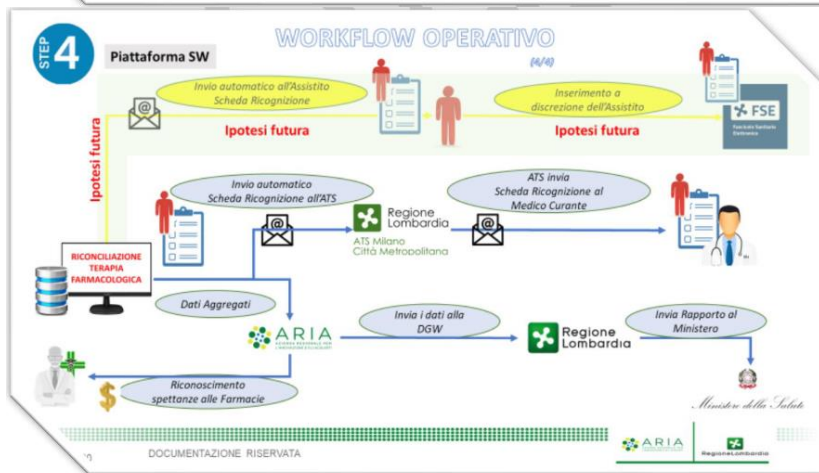 STEP 4
Piattaforma SW
WORKFLOW OPERATIVO
(4/4)
Invio automatico all'Assistito
Scheda Ricognizione
Inserimento a
discrezione dell'Assistito
Ipotesi futura
Ipotesi futura
Ipotesi futura
FSE
Fascicolo Sanitario
Elettronico
Invio automatico
Scheda Ricognizione all'ATS
ATS invia
Scheda Ricognizione al
Medico Curante
Regione
Lombardia
ATS Milano
Città Metropolitana
RICONCILIAZIONE
TERAPIA
FARMACOLOGICA
Dati Aggregati
Invia i dati alla
DGW
Invia Rapporto al
Ministero
ARIA
Regione
Lombardia
Riconoscimento
spettanze alle Farmacie
Ministero della Salute
DOCUMENTAZIONE RISERVATA
ARIA
RegioneLombardia